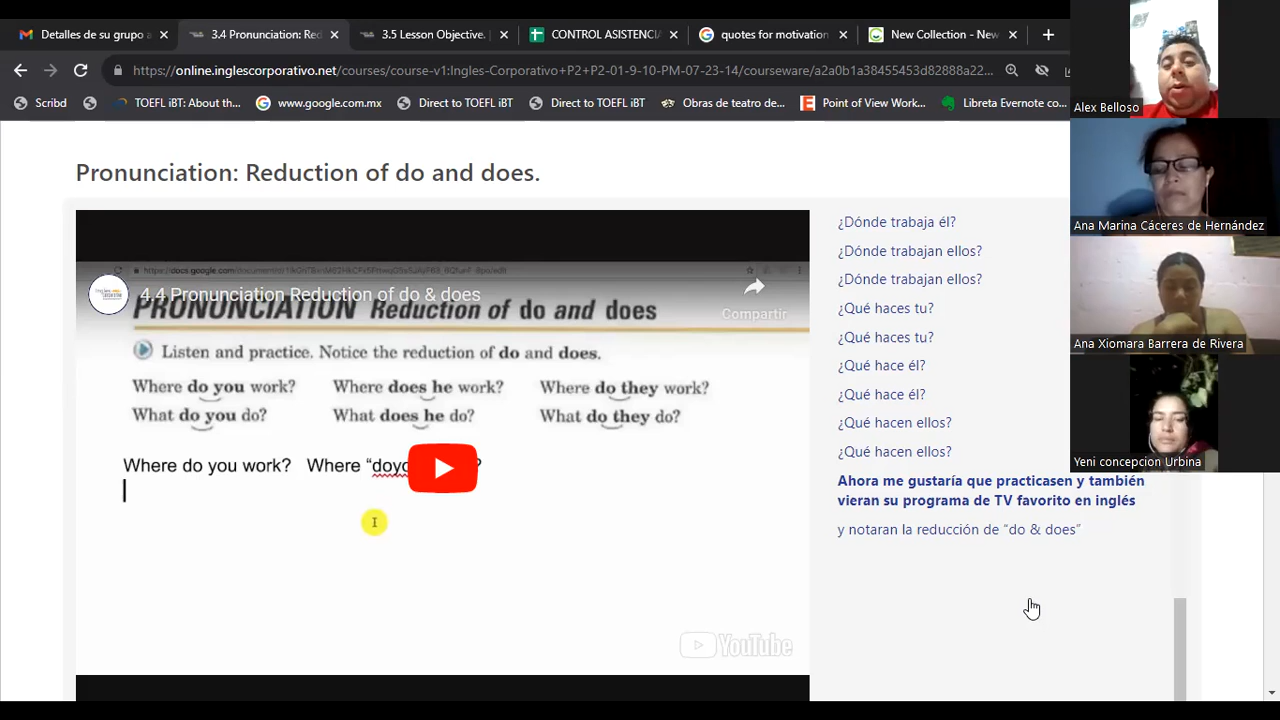 Detalles de su grupo a
3.4 Pronunciation: Red
3.5 Lesson Objective,
CONTROL ASISTENCIA
quotes for motivation
New Collection - New
https://online.inglescorporativo.net/courses/course-v1:Ingles-Corporativo+P2+P2-01-9-10-PM-07-23-14/courseware/a2a0b1a38455453d82888a22...
Scribd
TOEFL iBT: About th...
www.google.com.mx
Direct to TOEFL iBT
Direct to TOEFL iBT
Obras de teatro de...
Point of View Work...
Libreta Evernote co...
Alex Belloso
Ana Marina Cáceres de Hernández
Ana Xiomara Barrera de Rivera
Yeni concepcion Urbina
Pronunciation: Reduction of do and does.
4.4 Pronunciation Reduction of do & does
Compartir
PRONUNCIATION Reduction of do and does
Listen and practice. Notice the reduction of do and does.
Where do you work? Where does he work? Where do they work?
What do you do? What does he do? What do they do?
Where do you work? Where
YouTube
¿Dónde trabaja él?
¿Dónde trabajan ellos?
¿Dónde trabajan ellos?
¿Qué haces tu?
¿Qué haces tu?
¿Qué hace él?
¿Qué hace él?
¿Qué hacen ellos?
¿Qué hacen ellos?
Ahora me gustaría que practicasen y también
vieran su programa de TV favorito en inglés
y notaran la reducción de “do & does”